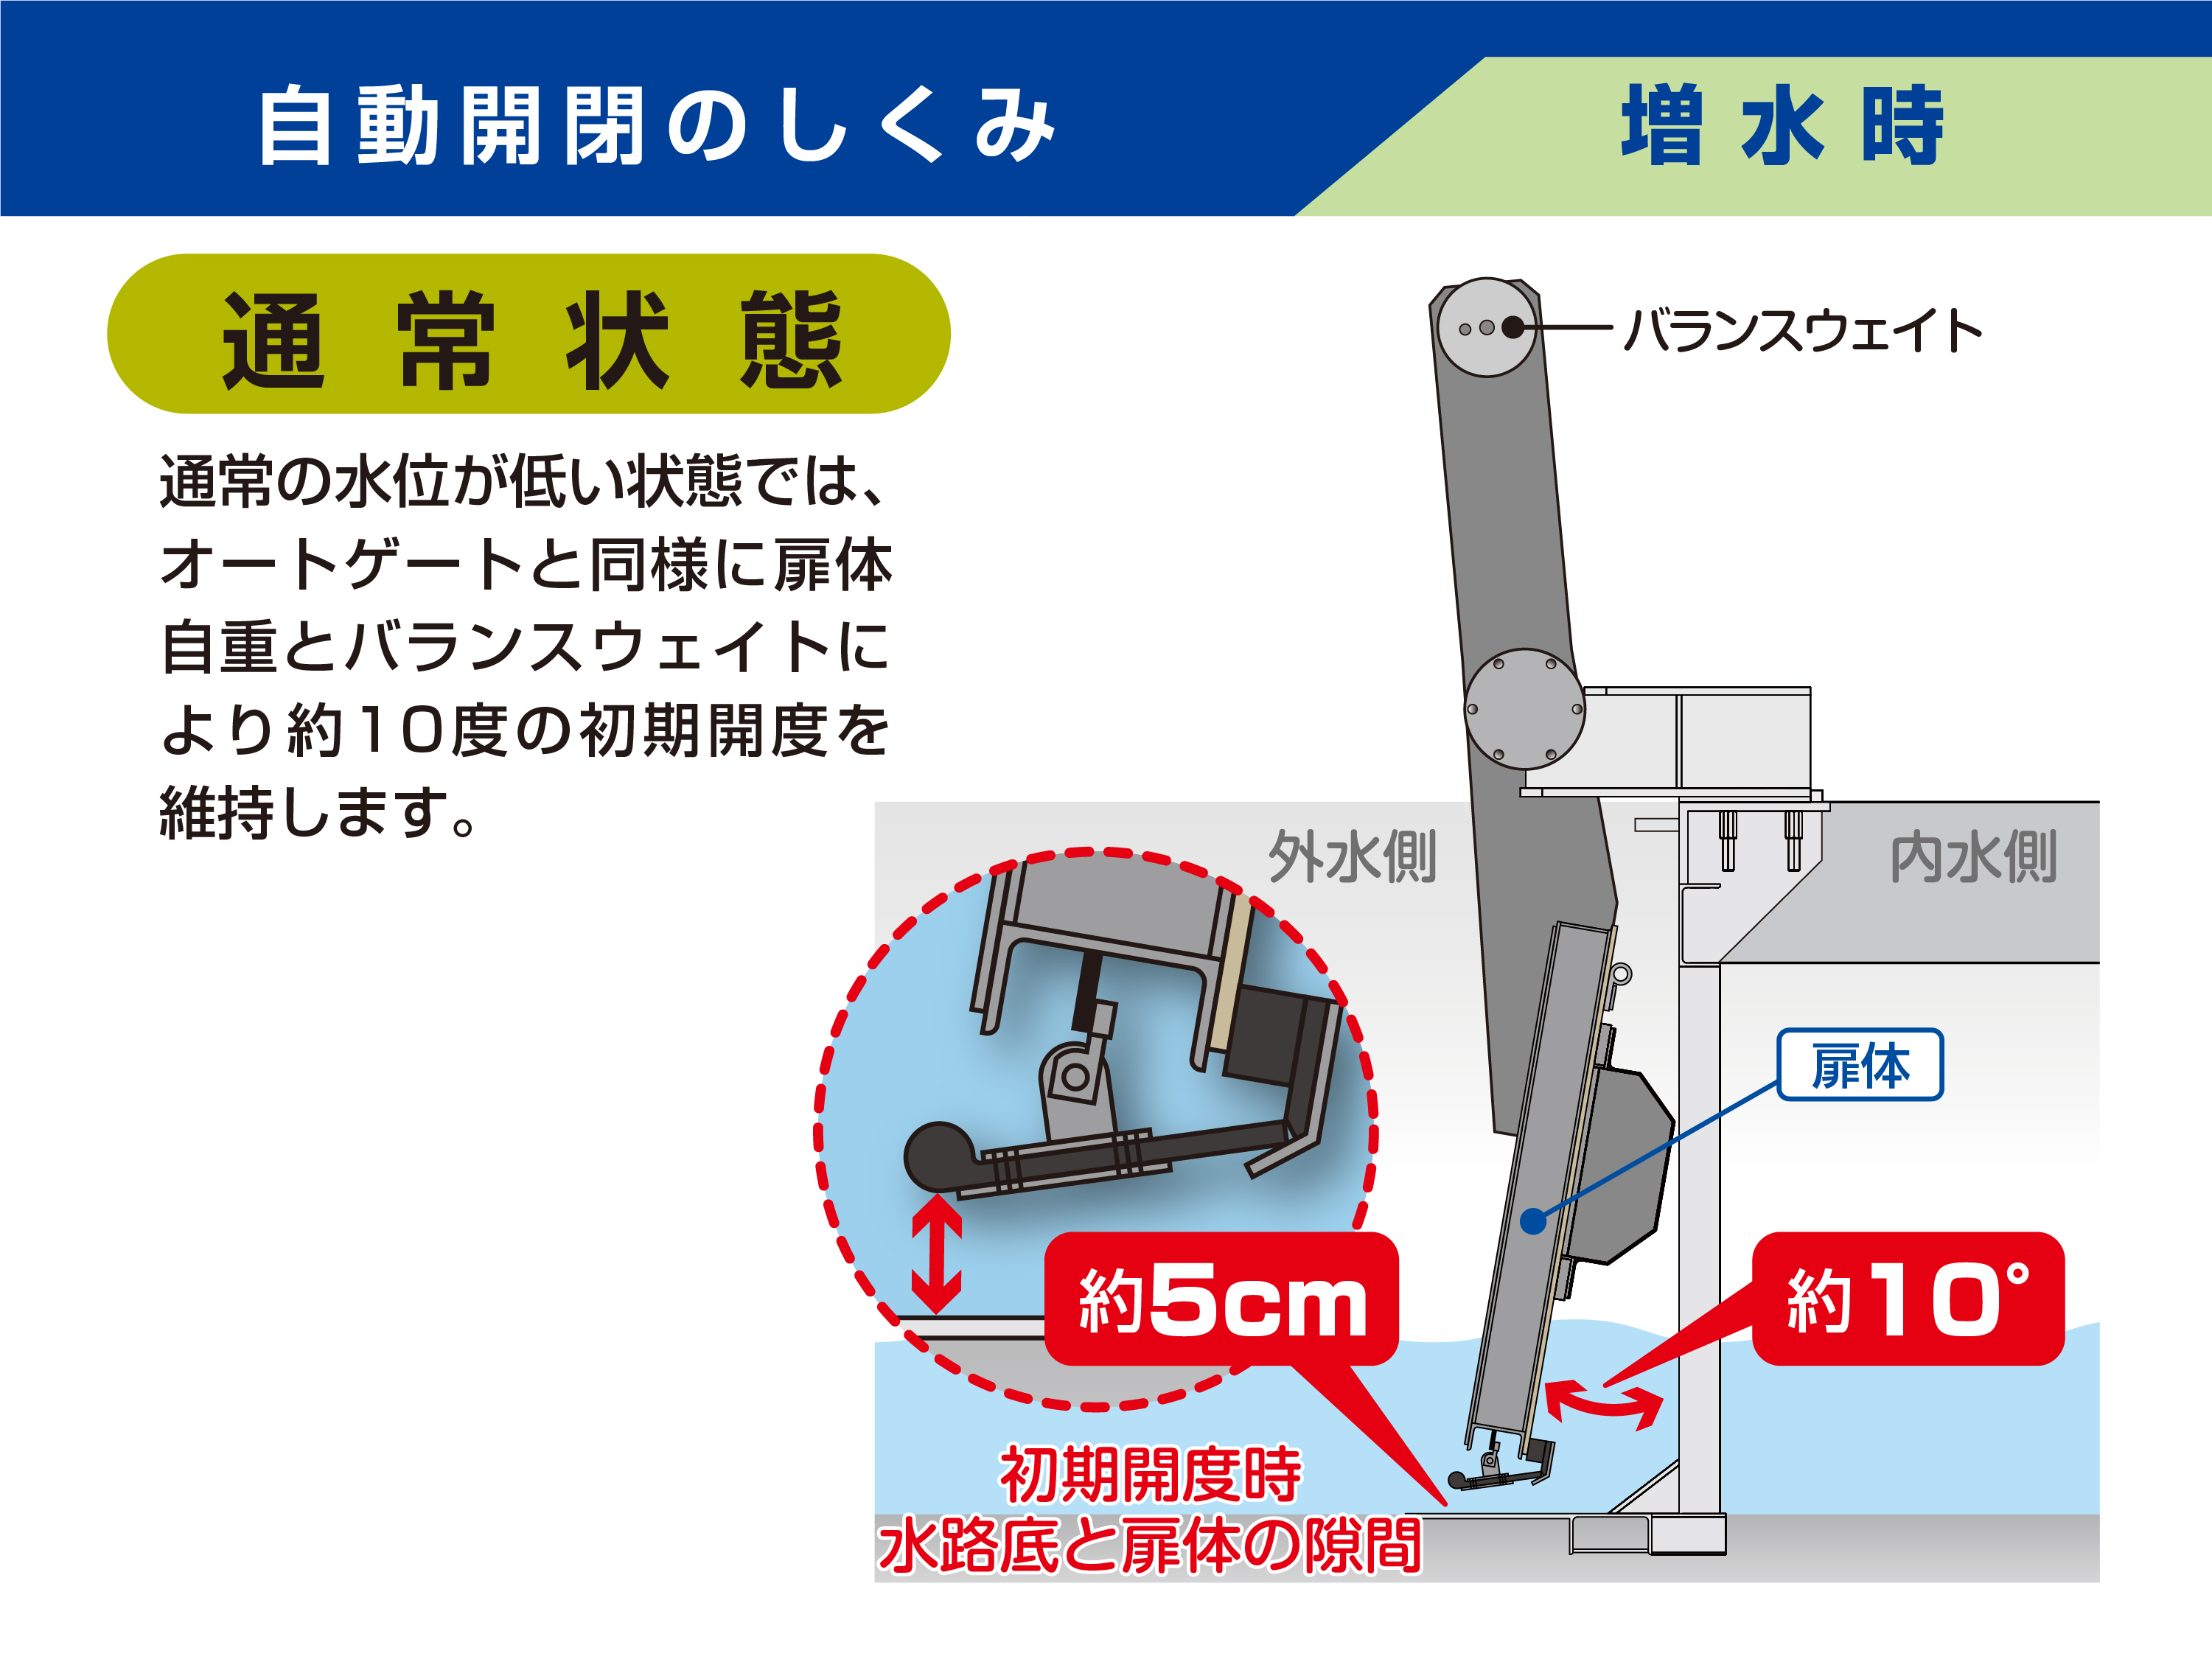 自動開閉のしくみ
増水時
通常状態
通常の水位が低い状態では、
オートゲートと同様に扉体
自重とバランスウェイトに
より約10度の初期開度を
維持します。
バランスウェイト
外水側
内水側
扉体
約5cm
約10°
初期開度時
水路底と扉体の隙間